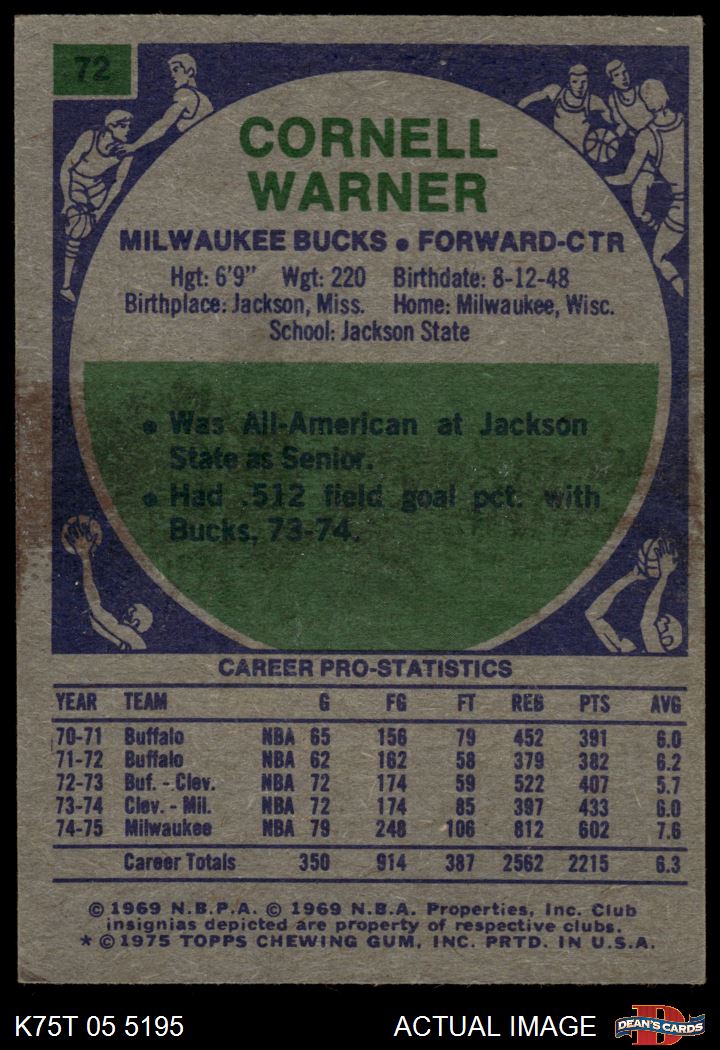 72
CORNELL
WARNER
MILWAUKEE BUCKS • FORWARD-CTR
Hgt: 6'9" Wgt: 220 Birthdate: 8-12-48
Birthplace: Jackson, Miss. Home: Milwaukee, Wisc.
School: Jackson State
• Was All-American at Jackson
State as Senior.
• Had .512 field goal pct. with
Bucks, 73-74.
CAREER PRO-STATISTICS
YEAR TEAM G FG FT REB PTS AVG
70-71 Buffalo NBA 65 156 79 452 391 6.0
71-72 Buffalo NBA 62 162 58 379 382 6.2
72-73 Buf. - Clev. NBA 72 174 59 522 407 5.7
73-74 Clev. - Mil. NBA 72 174 85 397 433 6.0
74-75 Milwaukee NBA 79 248 106 812 602 7.6
Career Totals 350 914 387 2562 2215 6.3
© 1969 N.B.P.A. © 1969 N.B.A. Properties, Inc. Club
insignias depicted are property of respective clubs.
* © 1975 TOPPS CHEWING GUM, INC. PRTD. IN U.S.A.
K75T 05 5195 ACTUAL IMAGE D DEAN'S CARDS